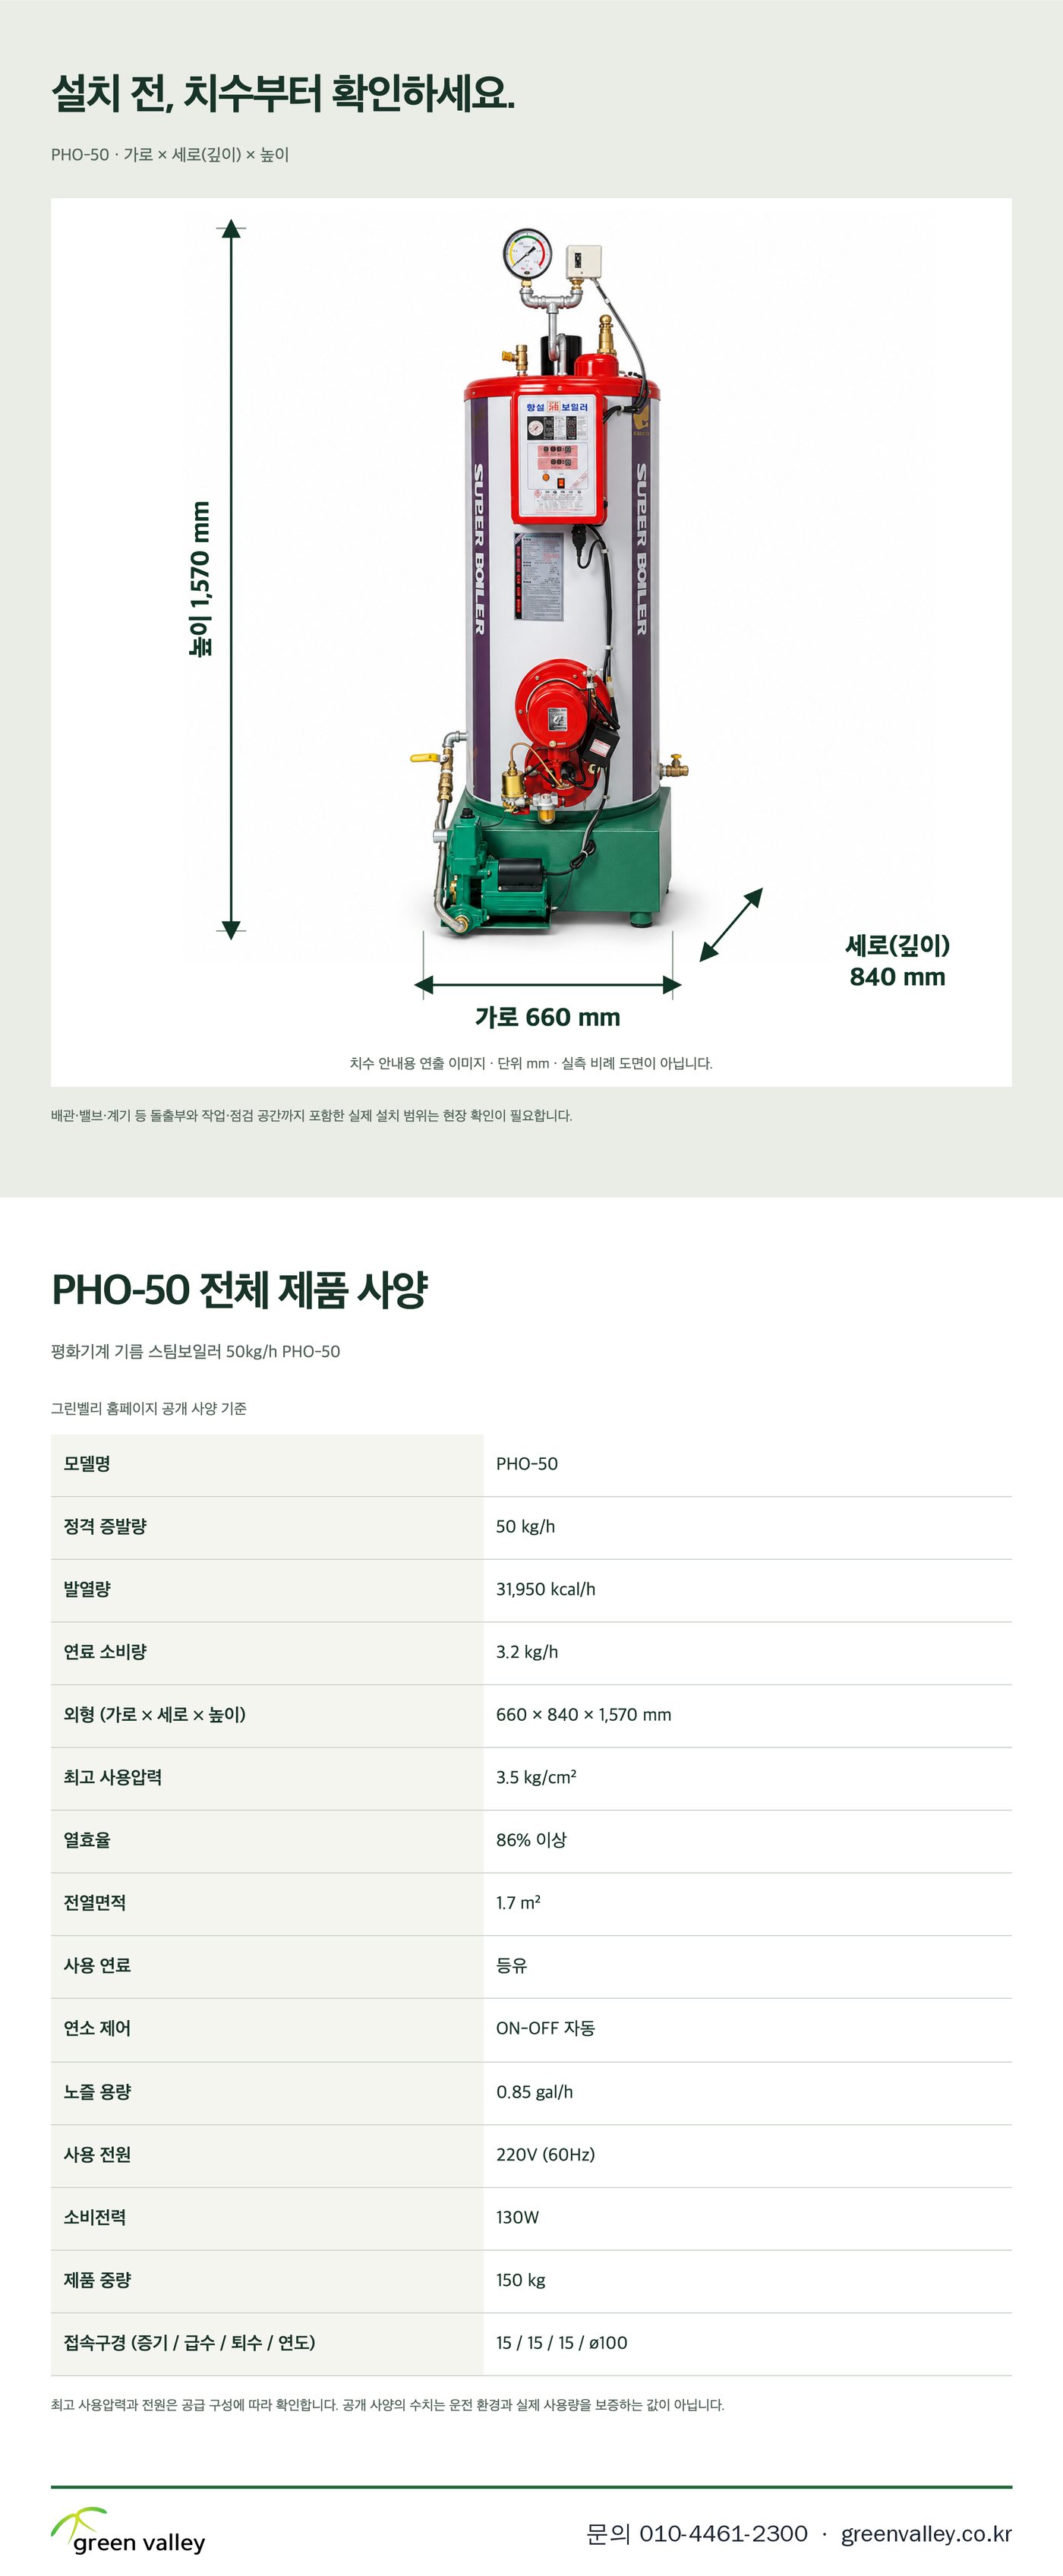 설치 전, 치수부터 확인하세요.
PHO-50 · 가로 × 세로(깊이) × 높이
높이 1,570 mm
향설 보일러
SUPER BOILER
SUPER BOILER
세로(깊이)
840 mm
가로 660 mm
치수 안내용 연출 이미지 · 단위 mm · 실측 비례 도면이 아닙니다.
배관·밸브·계기 등 돌출부와 작업·점검 공간까지 포함한 실제 설치 범위는 현장 확인이 필요합니다.
PHO-50 전체 제품 사양
평화기계 기름 스팀보일러 50kg/h PHO-50
그린벨리 홈페이지 공개 사양 기준
모델명 PHO-50
정격 증발량 50 kg/h
발열량 31,950 kcal/h
연료 소비량 3.2 kg/h
외형 (가로 × 세로 × 높이) 660 × 840 × 1,570 mm
최고 사용압력 3.5 kg/cm²
열효율 86% 이상
전열면적 1.7 m²
사용 연료 등유
연소 제어 ON-OFF 자동
노즐 용량 0.85 gal/h
사용 전원 220V (60Hz)
소비전력 130W
제품 중량 150 kg
접속구경 (증기 / 급수 / 퇴수 / 연도) 15 / 15 / 15 / ø100
최고 사용압력과 전원은 공급 구성에 따라 확인합니다. 공개 사양의 수치는 운전 환경과 실제 사용량을 보증하는 값이 아닙니다.
green valley
문의 010-4461-2300 · greenvalley.co.kr